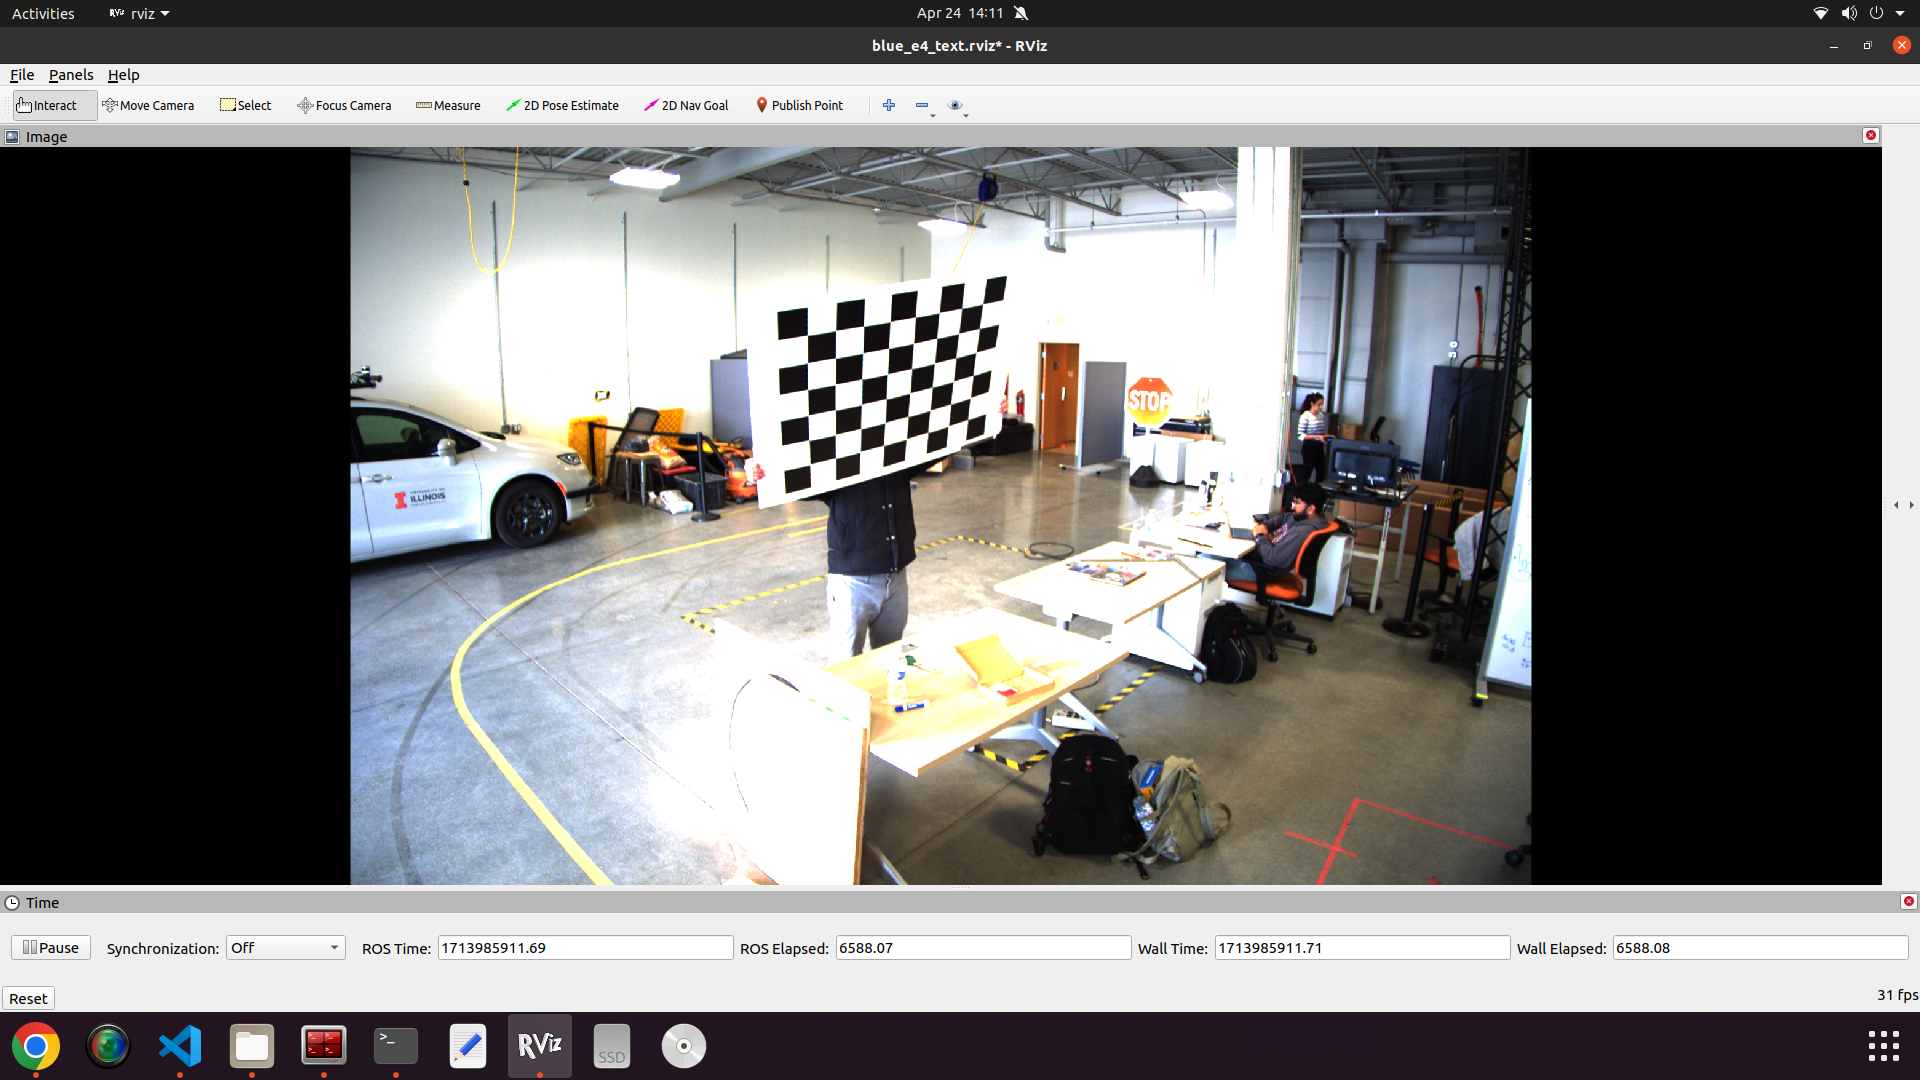 Activities
RViz rviz
Apr 24 14:11
blue_e4_text.rviz* - RViz
File Panels Help
Interact Move Camera Select Focus Camera Measure 2D Pose Estimate 2D Nav Goal Publish Point
Image
STOP
ILLINOIS
Time
Pause Synchronization: Off ROS Time: 1713985911.69 ROS Elapsed: 6588.07 Wall Time: 1713985911.71 Wall Elapsed: 6588.08
Reset
31 fps
>_
RViz
SSD